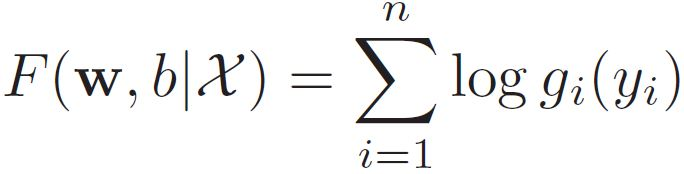 F(𝐰, b|𝒳) = ∑_{i=1}^{n} log g_i(y_i)